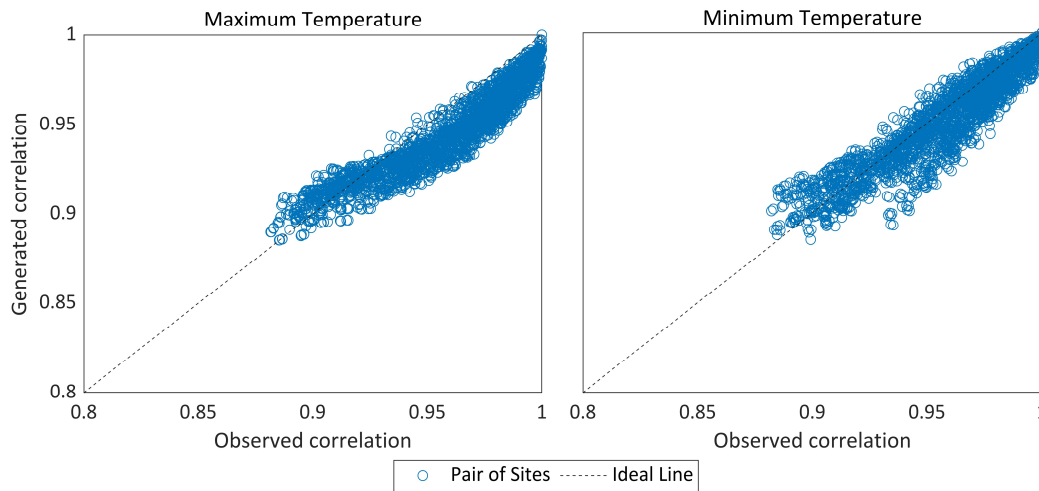 Maximum Temperature
Minimum Temperature
Generated correlation
1
0.95
0.9
0.85
0.8
0.8
0.85
0.9
0.95
1
Observed correlation
0.8
0.85
0.9
0.95
1
Observed correlation
Pair of Sites
Ideal Line